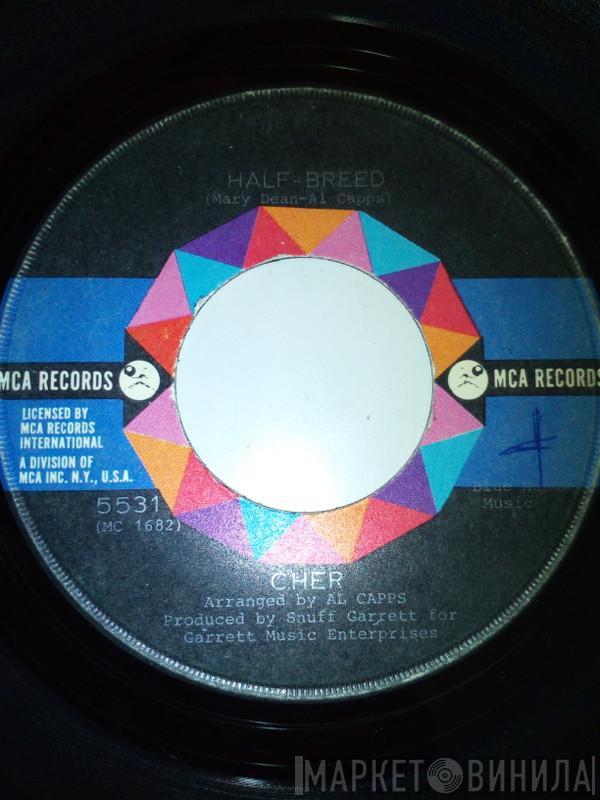 HALF-BREED
(Mary Dean-Al Capps)
MCA RECORDS
MCA RECORDS
LICENSED BY
MCA RECORDS
INTERNATIONAL
A DIVISION OF
MCA INC. N.Y., U.S.A.
5531
(MC 1682)
Music
CHER
Arranged by AL CAPPS
Produced by Snuff Garrett for
Garrett Music Enterprises
МАРКЕТ ВИНИЛА